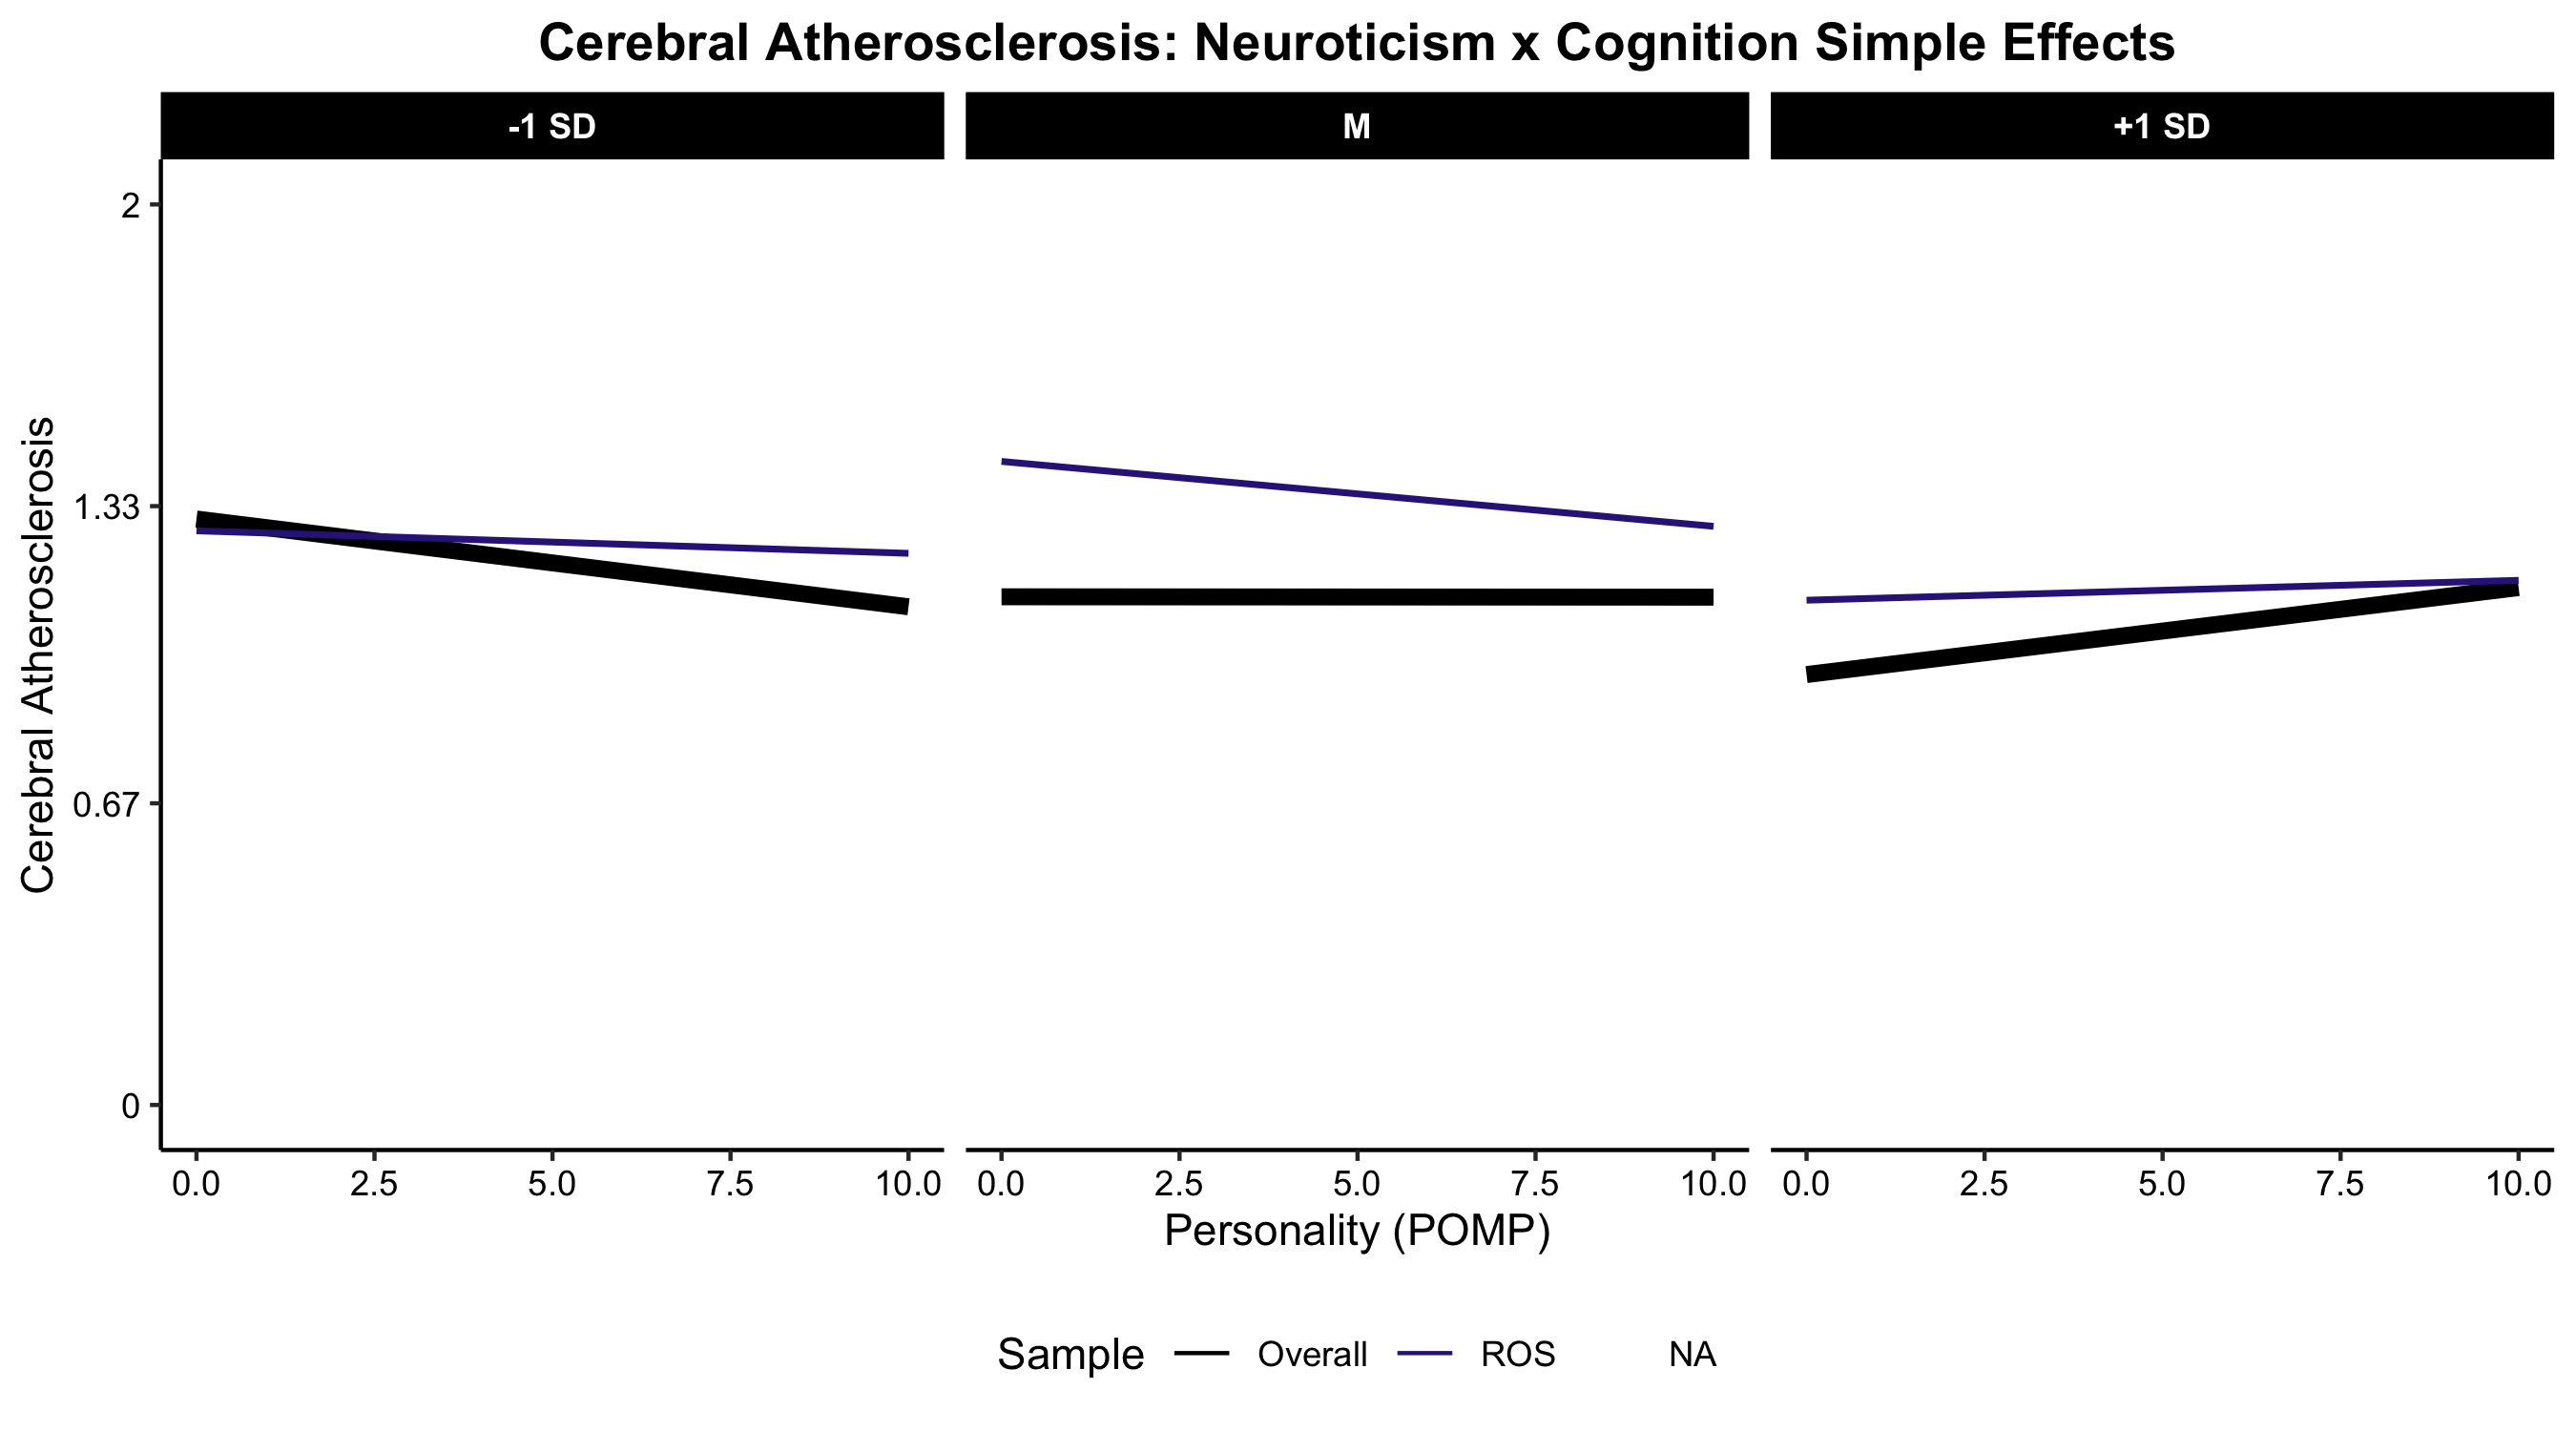 Cerebral Atherosclerosis: Neuroticism x Cognition Simple Effects
-1 SD
M
+1 SD
Cerebral Atherosclerosis
2
1.33
0.67
0
0.0 2.5 5.0 7.5 10.0
0.0 2.5 5.0 7.5 10.0
0.0 2.5 5.0 7.5 10.0
Personality (POMP)
Sample Overall ROS NA